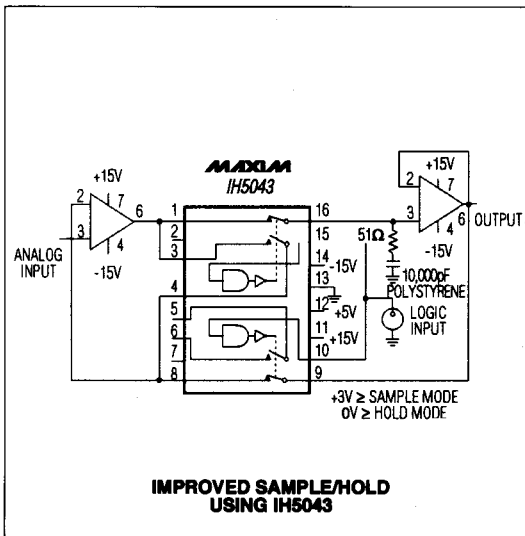 MAXIM
IH5043
+15V
2
7
6
3
4
-15V
ANALOG
INPUT
1
2
3
4
5
6
7
8
16
15
14
-15V
13
12
+5V
11
+15V
10
9
51Ω
10,000pF
POLYSTYRENE
LOGIC
INPUT
+15V
2
7
3
6
4
-15V
OUTPUT
+3V ≥ SAMPLE MODE
0V ≥ HOLD MODE
IMPROVED SAMPLE/HOLD
USING IH5043